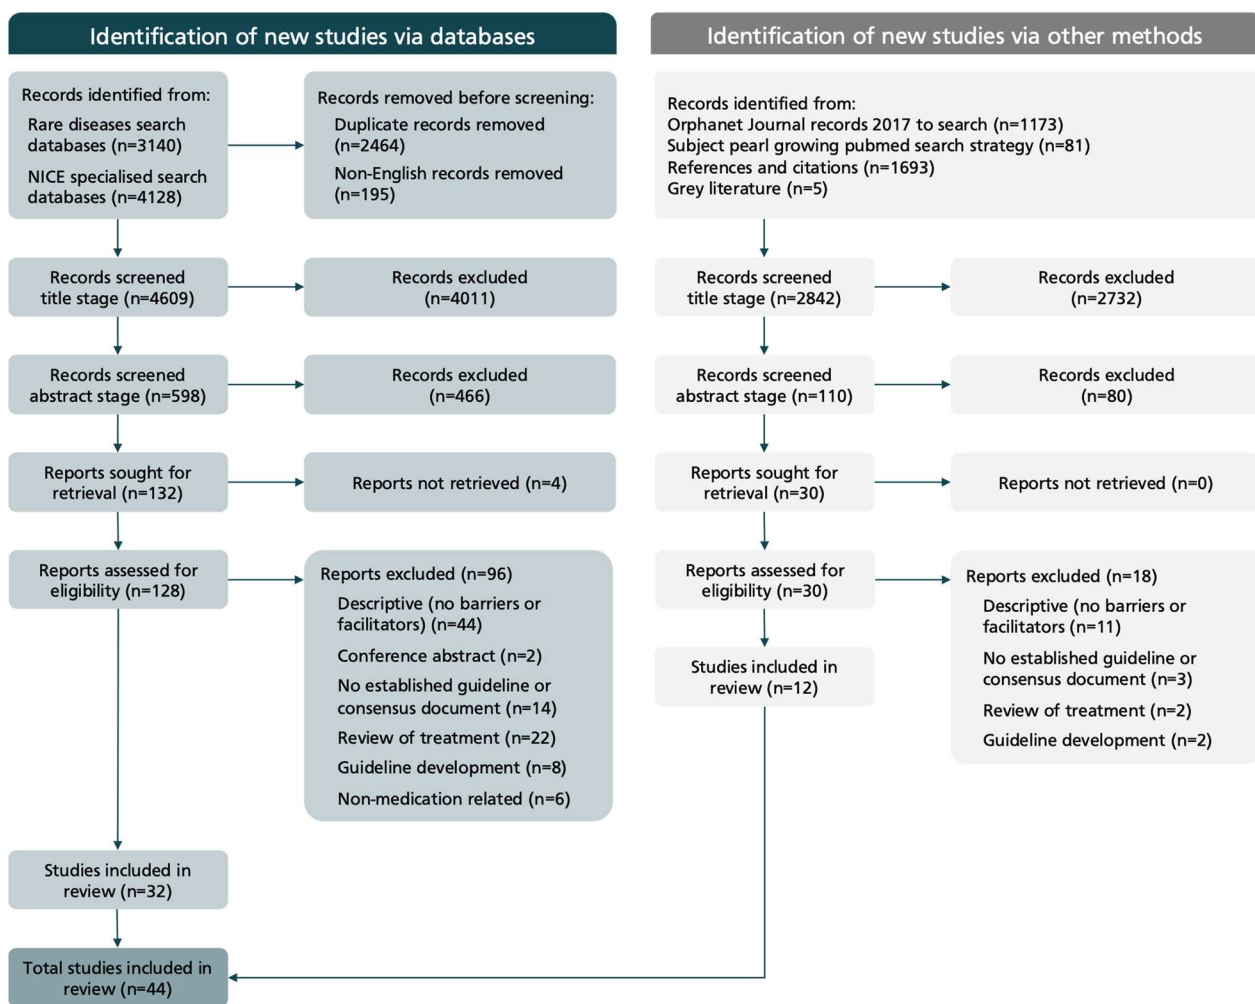 Identification of new studies via databases
Identification of new studies via other methods
Records identified from:
Rare diseases search
databases (n=3140)
NICE specialised search
databases (n=4128)
Records removed before screening:
Duplicate records removed
(n=2464)
Non-English records removed
(n=195)
Records identified from:
Orphanet Journal records 2017 to search (n=1173)
Subject pearl growing pubmed search strategy (n=81)
References and citations (n=1693)
Grey literature (n=5)
Records screened
title stage (n=4609)
Records excluded
(n=4011)
Records screened
title stage (n=2842)
Records excluded
(n=2732)
Records screened
abstract stage (n=598)
Records excluded
(n=466)
Records screened
abstract stage (n=110)
Records excluded
(n=80)
Reports sought for
retrieval (n=132)
Reports not retrieved (n=4)
Reports sought for
retrieval (n=30)
Reports not retrieved (n=0)
Reports assessed for
eligibility (n=128)
Reports excluded (n=96)
Descriptive (no barriers or
facilitators) (n=44)
Conference abstract (n=2)
No established guideline or
consensus document (n=14)
Review of treatment (n=22)
Guideline development (n=8)
Non-medication related (n=6)
Reports assessed for
eligibility (n=30)
Reports excluded (n=18)
Descriptive (no barriers or
facilitators (n=11)
No established guideline or
consensus document (n=3)
Review of treatment (n=2)
Guideline development (n=2)
Studies included in
review (n=12)
Studies included in
review (n=32)
Total studies included in
review (n=44)